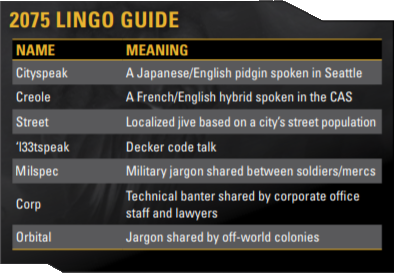 2075 LINGO GUIDE
NAME MEANING
Cityspeak A Japanese/English pidgin spoken in Seattle
Creole A French/English hybrid spoken in the CAS
Street Localized jive based on a city's street population
'l33tspeak Decker code talk
Milspec Military jargon shared between soldiers/mercs
Corp Technical banter shared by corporate office
staff and lawyers
Orbital Jargon shared by off-world colonies